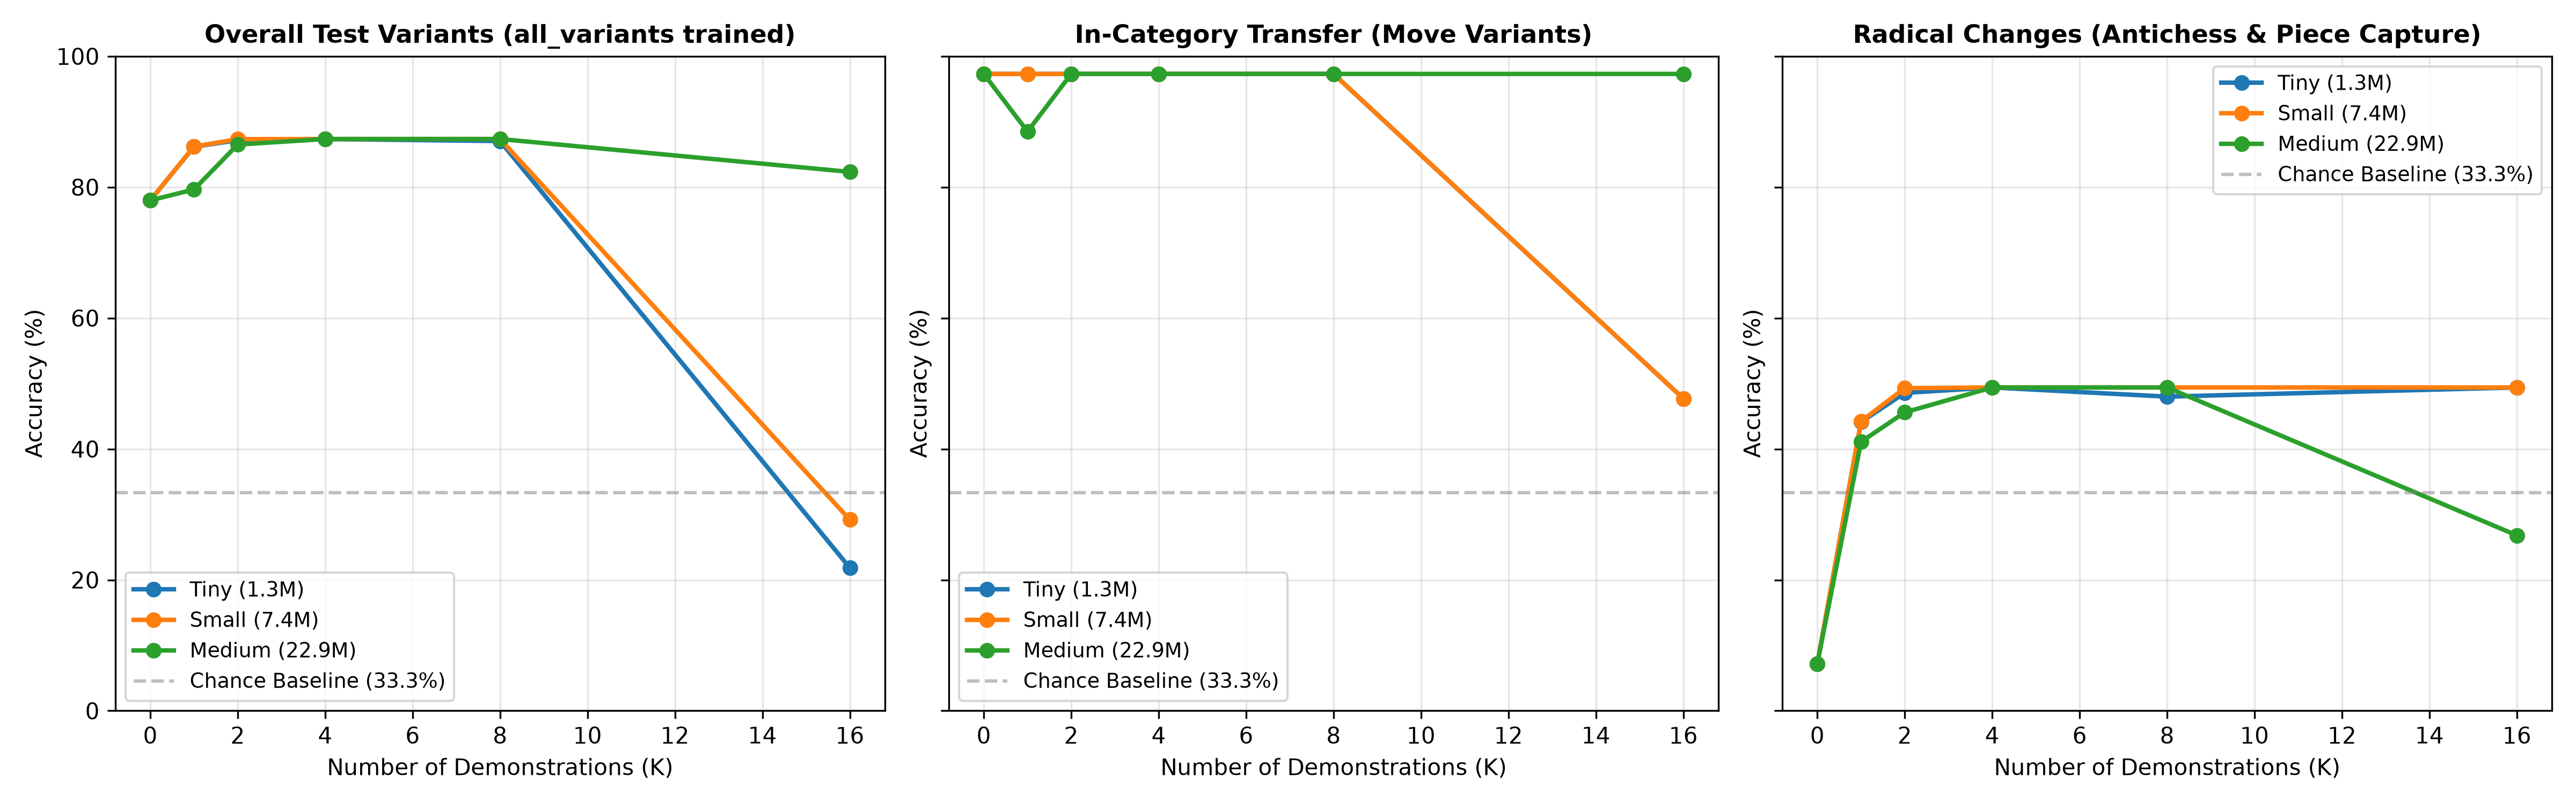 Overall Test Variants (all_variants trained)
Accuracy (%)
100
80
60
40
20
0
Tiny (1.3M)
Small (7.4M)
Medium (22.9M)
Chance Baseline (33.3%)
0 2 4 6 8 10 12 14 16
Number of Demonstrations (K)
In-Category Transfer (Move Variants)
Accuracy (%)
Tiny (1.3M)
Small (7.4M)
Medium (22.9M)
Chance Baseline (33.3%)
0 2 4 6 8 10 12 14 16
Number of Demonstrations (K)
Radical Changes (Antichess & Piece Capture)
Accuracy (%)
Tiny (1.3M)
Small (7.4M)
Medium (22.9M)
Chance Baseline (33.3%)
0 2 4 6 8 10 12 14 16
Number of Demonstrations (K)